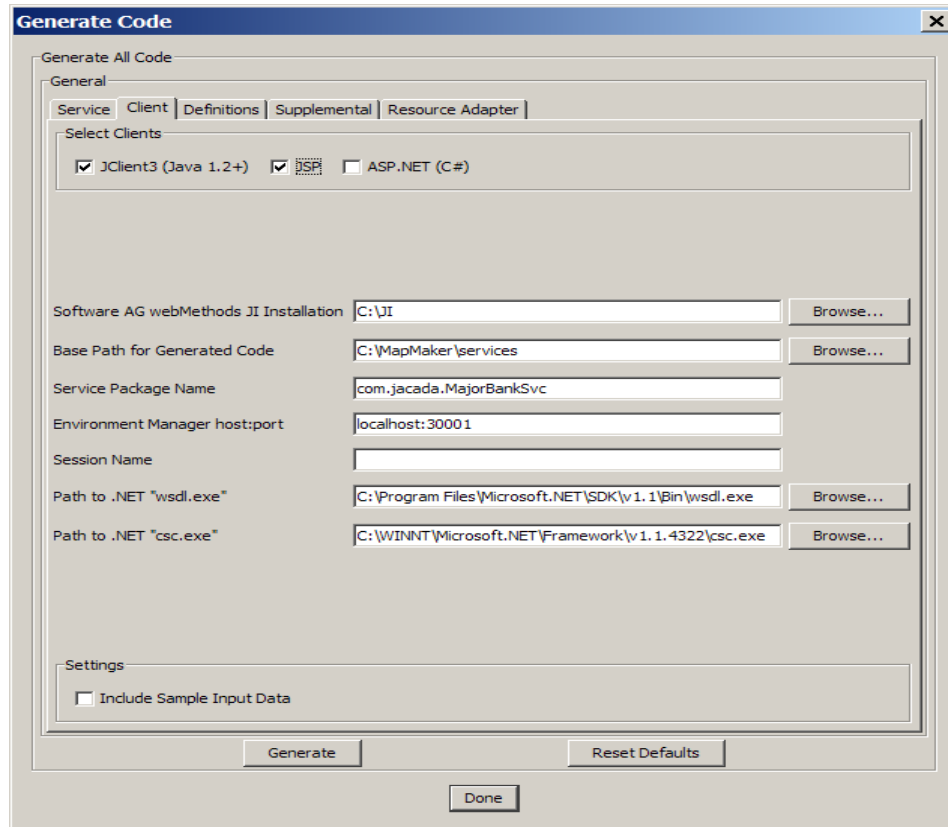 Generate Code
Generate All Code
General
Service Client Definitions Supplemental Resource Adapter
Select Clients
JClient3 (Java 1.2+) JSP ASP.NET (C#)
Software AG webMethods JI Installation C:\JI Browse...
Base Path for Generated Code C:\MapMaker\services Browse...
Service Package Name com.jacada.MajorBankSvc
Environment Manager host:port localhost:30001
Session Name
Path to .NET "wsdl.exe" C:\Program Files\Microsoft.NET\SDK\v1.1\Bin\wsdl.exe Browse...
Path to .NET "csc.exe" C:\WINNT\Microsoft.NET\Framework\v1.1.4322\csc.exe Browse...
Settings
Include Sample Input Data
Generate Reset Defaults
Done